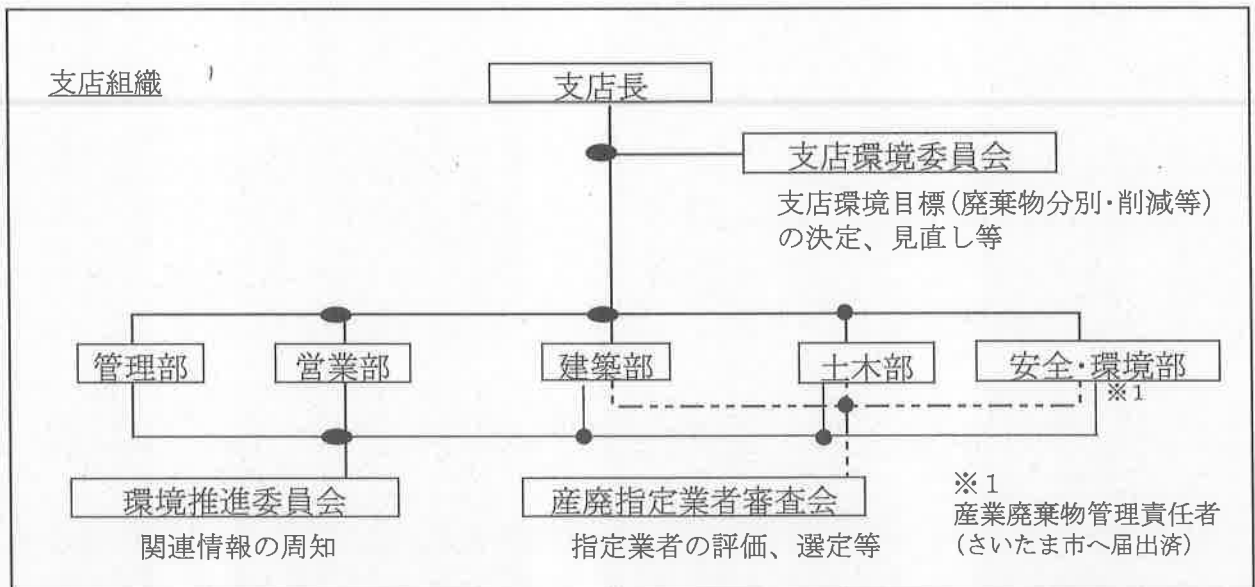 支店組織
支店長
支店環境委員会
支店環境目標(廃棄物分別・削減等)
の決定、見直し等
管理部
営業部
建築部
土木部
安全・環境部
※1
環境推進委員会
関連情報の周知
産廃指定業者審査会
指定業者の評価、選定等
※1
産業廃棄物管理責任者
(さいたま市へ届出済)